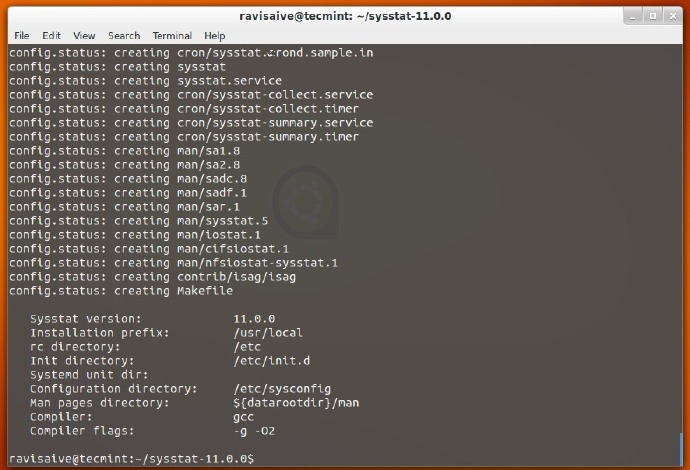 ravisaive@tecmint: ~/sysstat-11.0.0
File Edit View Search Terminal Help
config.status: creating cron/sysstat.crond.sample.in
config.status: creating sysstat
config.status: creating sysstat.service
config.status: creating cron/sysstat-collect.service
config.status: creating cron/sysstat-collect.timer
config.status: creating cron/sysstat-summary.service
config.status: creating cron/sysstat-summary.timer
config.status: creating man/sa1.8
config.status: creating man/sa2.8
config.status: creating man/sadc.8
config.status: creating man/sadf.1
config.status: creating man/sar.1
config.status: creating man/sysstat.5
config.status: creating man/iostat.1
config.status: creating man/cifsiostat.1
config.status: creating man/nfsiostat-sysstat.1
config.status: creating contrib/isag/isag
config.status: creating Makefile
Sysstat version: 11.0.0
Installation prefix: /usr/local
rc directory: /etc
Init directory: /etc/init.d
Systemd unit dir:
Configuration directory: /etc/sysconfig
Man pages directory: ${datarootdir}/man
Compiler: gcc
Compiler flags: -g -O2
ravisaive@tecmint:~/sysstat-11.0.0$